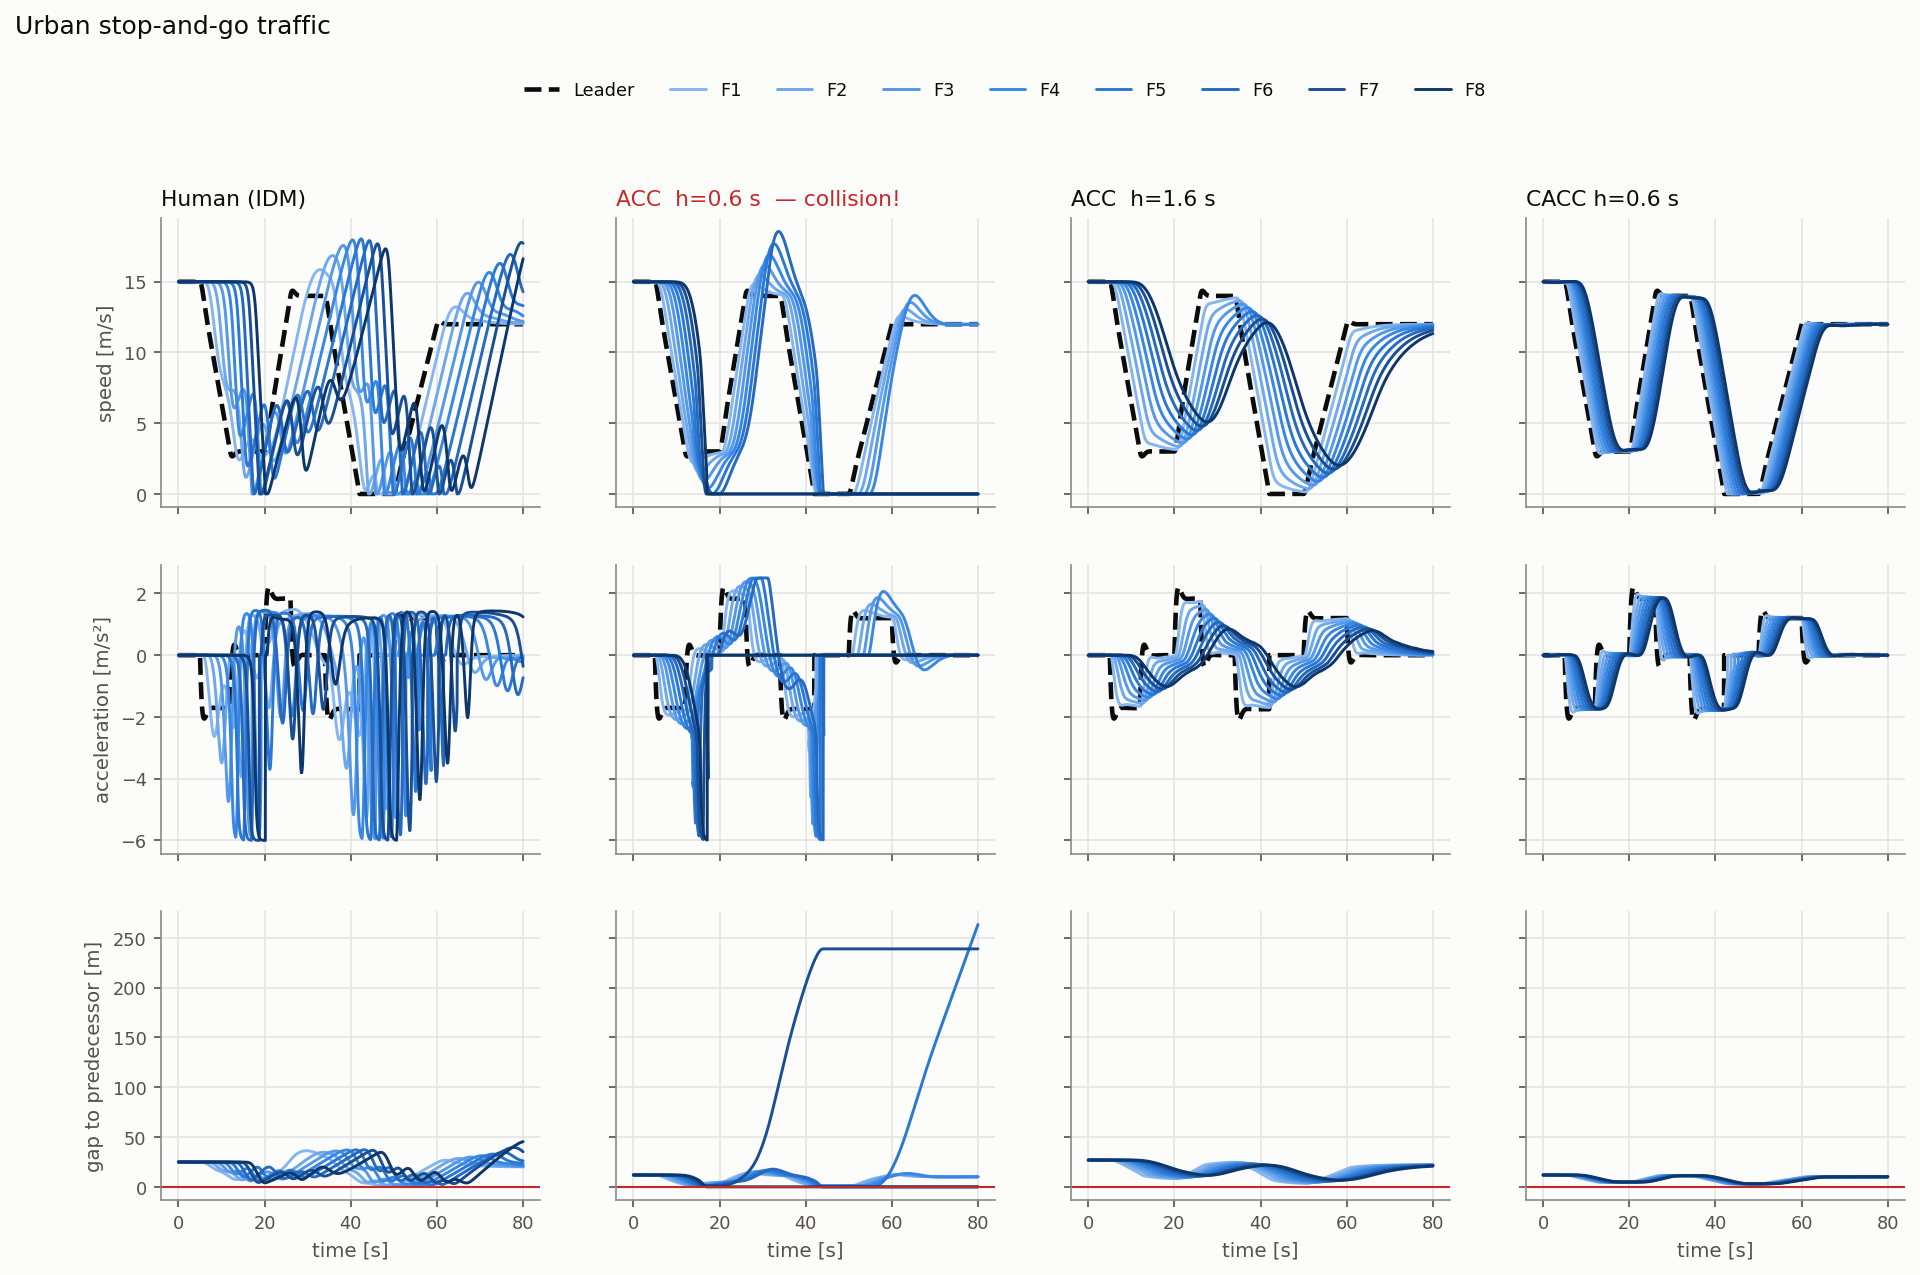 Urban stop-and-go traffic
Leader F1 F2 F3 F4 F5 F6 F7 F8
Human (IDM) ACC h=0.6 s — collision! ACC h=1.6 s CACC h=0.6 s
speed [m/s]
15
10
5
0
acceleration [m/s²]
2
0
−2
−4
−6
gap to predecessor [m]
250
200
150
100
50
0
0 20 40 60 80 0 20 40 60 80 0 20 40 60 80 0 20 40 60 80
time [s] time [s] time [s] time [s]